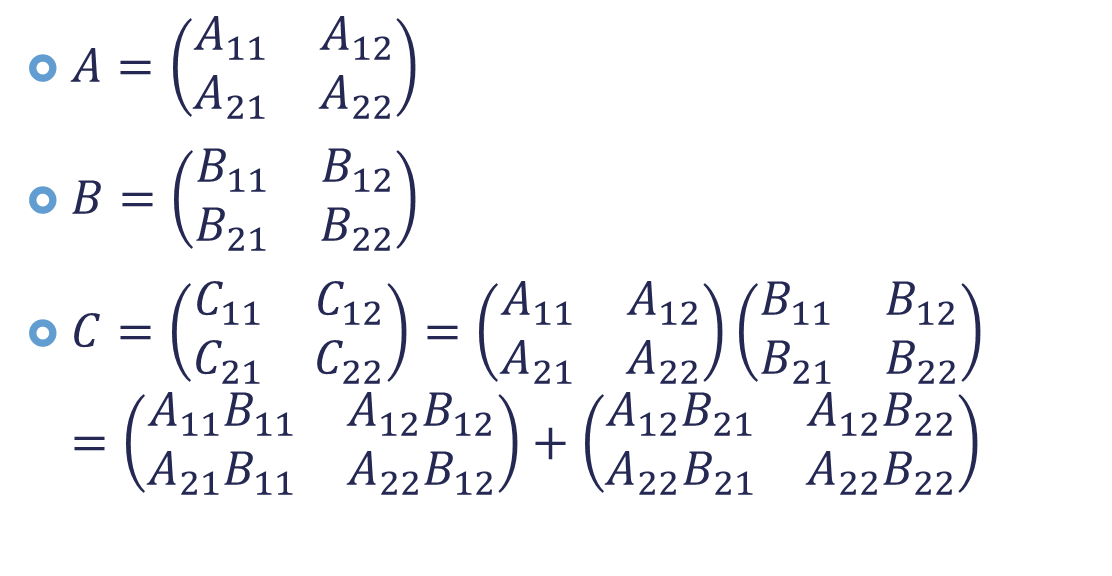 A = (A₁₁ A₁₂
A₂₁ A₂₂)
B = (B₁₁ B₁₂
B₂₁ B₂₂)
C = (C₁₁ C₁₂
C₂₁ C₂₂) = (A₁₁ A₁₂
A₂₁ A₂₂) (B₁₁ B₁₂
B₂₁ B₂₂)
= (A₁₁B₁₁ A₁₂B₁₂
A₂₁B₁₁ A₂₂B₁₂) + (A₁₂B₂₁ A₁₂B₂₂
A₂₂B₂₁ A₂₂B₂₂)